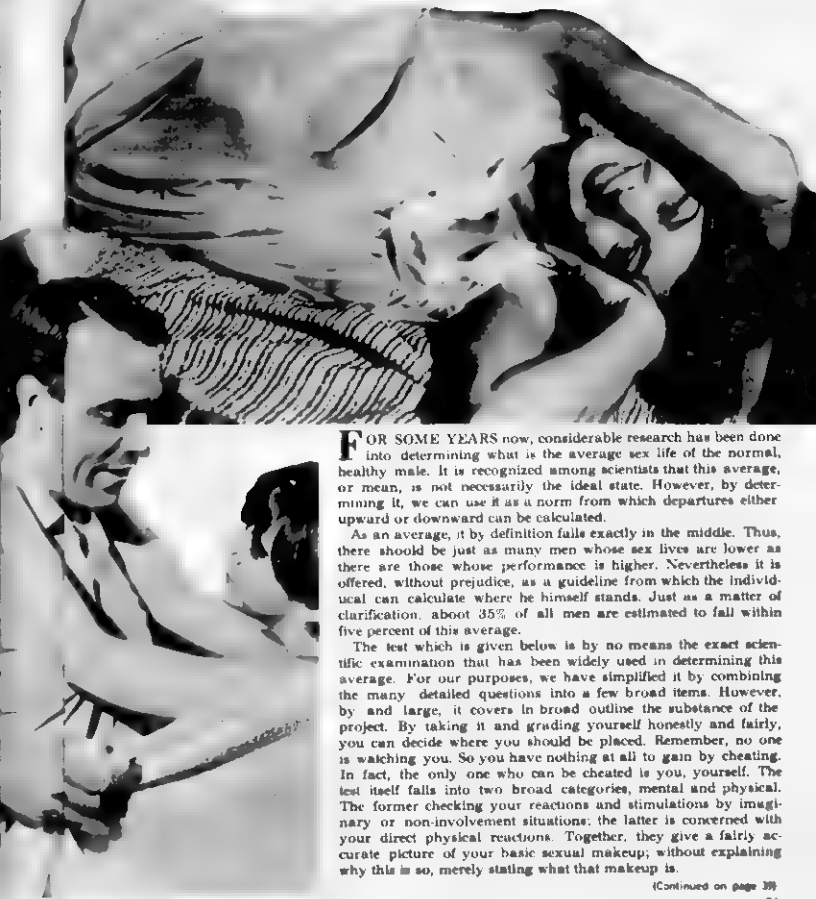 FOR SOME YEARS now, considerable research has been done
into determining what is the average sex life of the normal,
healthy male. It is recognized among scientists that this average,
or mean, is not necessarily the ideal state. However, by deter-
mining it, we can use it as a norm from which departures either
upward or downward can be calculated.
As an average, it by definition falls exactly in the middle. Thus,
there should be just as many men whose sex lives are lower as
there are those whose performance is higher. Nevertheless it is
offered, without prejudice, as a guideline from which the individ-
ucal can calculate where he himself stands. Just as a matter of
clarification, aboot 35% of all men are estimated to fall within
five percent of this average.
The test which is given below is by no means the exact scien-
tific examination that has been widely used in determining this
average. For our purposes, we have simplified it by combining
the many detailed questions into a few broad items. However,
by and large, it covers in broad outline the substance of the
project. By taking it and grading yourself honestly and fairly,
you can decide where you should be placed. Remember, no one
is watching you. So you have nothing at all to gain by cheating.
In fact, the only one who can be cheated is you, yourself. The
test itself falls into two broad categories, mental and physical.
The former checking your reactions and stimulations by imagi-
nary or non-involvement situations; the latter is concerned with
your direct physical reactions. Together, they give a fairly ac-
curate picture of your basic sexual makeup; without explaining
why this is so, merely stating what that makeup is.
(Continued on page 39)